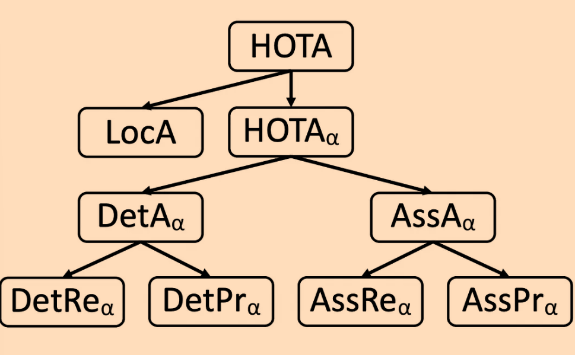 HOTA
LocA
HOTAα
DetAα
AssAα
DetReα
DetPrα
AssReα
AssPrα